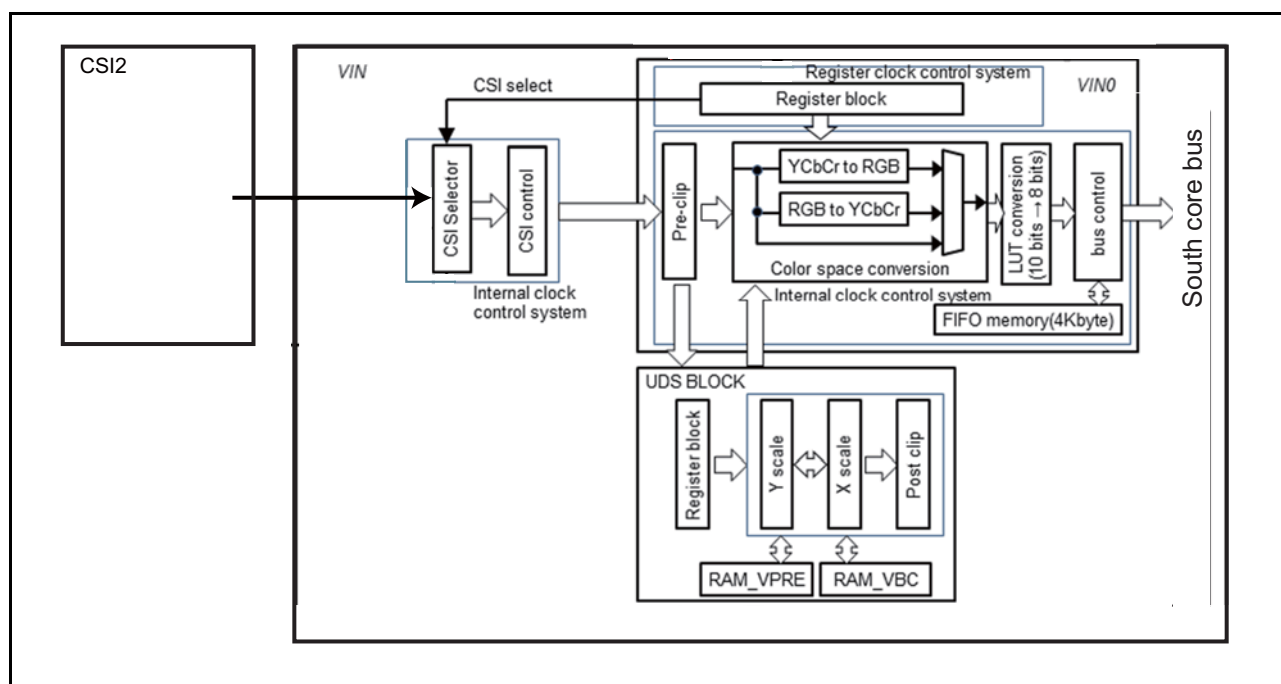 CSI2
VIN
CSI select
CSI Selector
CSI control
Internal clock
control system
Register clock control system
VIN0
Register block
Pre-clip
YCbCr to RGB
RGB to YCbCr
Color space conversion
LUT conversion
(10 bits → 8 bits)
bus control
Internal clock control system
FIFO memory(4Kbyte)
South core bus
UDS BLOCK
Register block
Y scale
X scale
Post clip
RAM_VPRE
RAM_VBC